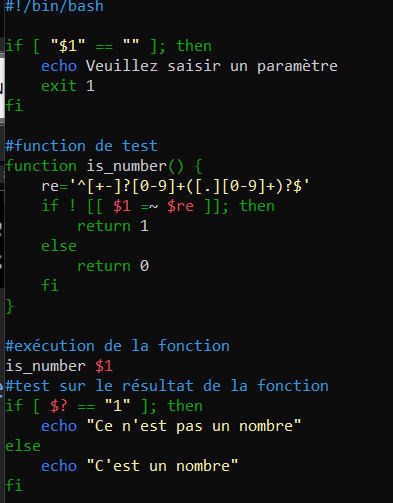 #!/bin/bash
if [ "$1" == "" ]; then
    echo Veuillez saisir un paramètre
    exit 1
fi
#function de test
function is_number() {
    re='^[+-]?[0-9]+([.][0-9]+)?$'
    if ! [[ $1 =~ $re ]]; then
        return 1
    else
        return 0
    fi
}
#exécution de la fonction
is_number $1
#test sur le résultat de la fonction
if [ $? == "1" ]; then
    echo "Ce n'est pas un nombre"
else
    echo "C'est un nombre"
fi